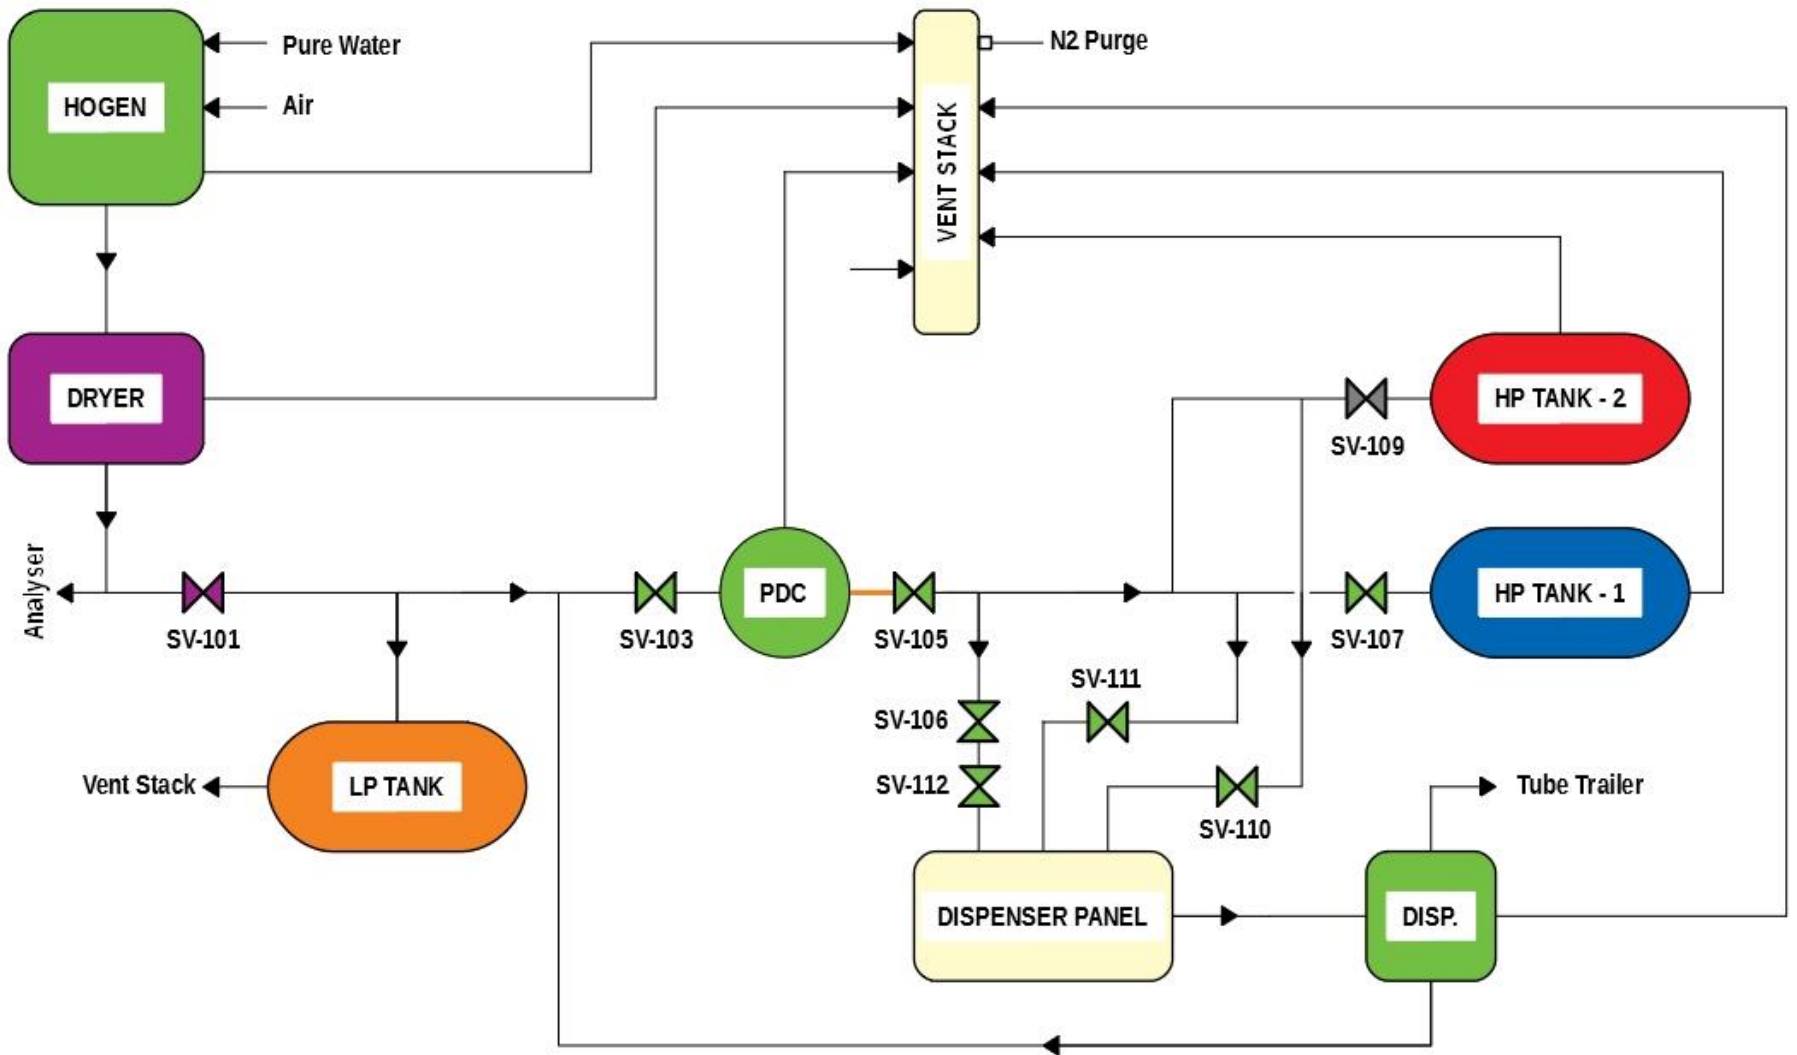 Pure Water
N2 Purge
HOGEN
Air
VENT STACK
DRYER
HP TANK - 2
SV-109
Analyser
SV-101
SV-103
PDC
SV-105
SV-107
HP TANK - 1
SV-111
SV-106
SV-112
SV-110
Vent Stack
LP TANK
Tube Trailer
DISPENSER PANEL
DISP.